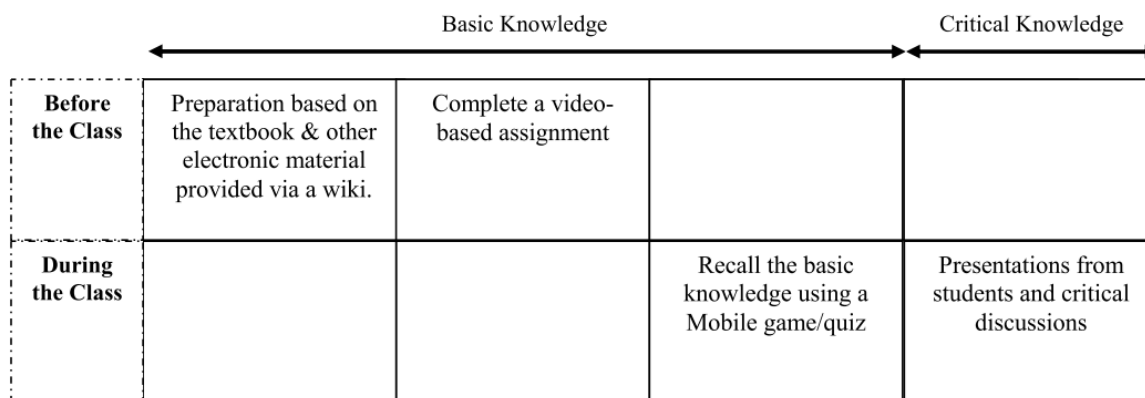 Basic Knowledge
Critical Knowledge
Before
the Class
Preparation based on
the textbook & other
electronic material
provided via a wiki.
Complete a video-
based assignment
During
the Class
Recall the basic
knowledge using a
Mobile game/quiz
Presentations from
students and critical
discussions